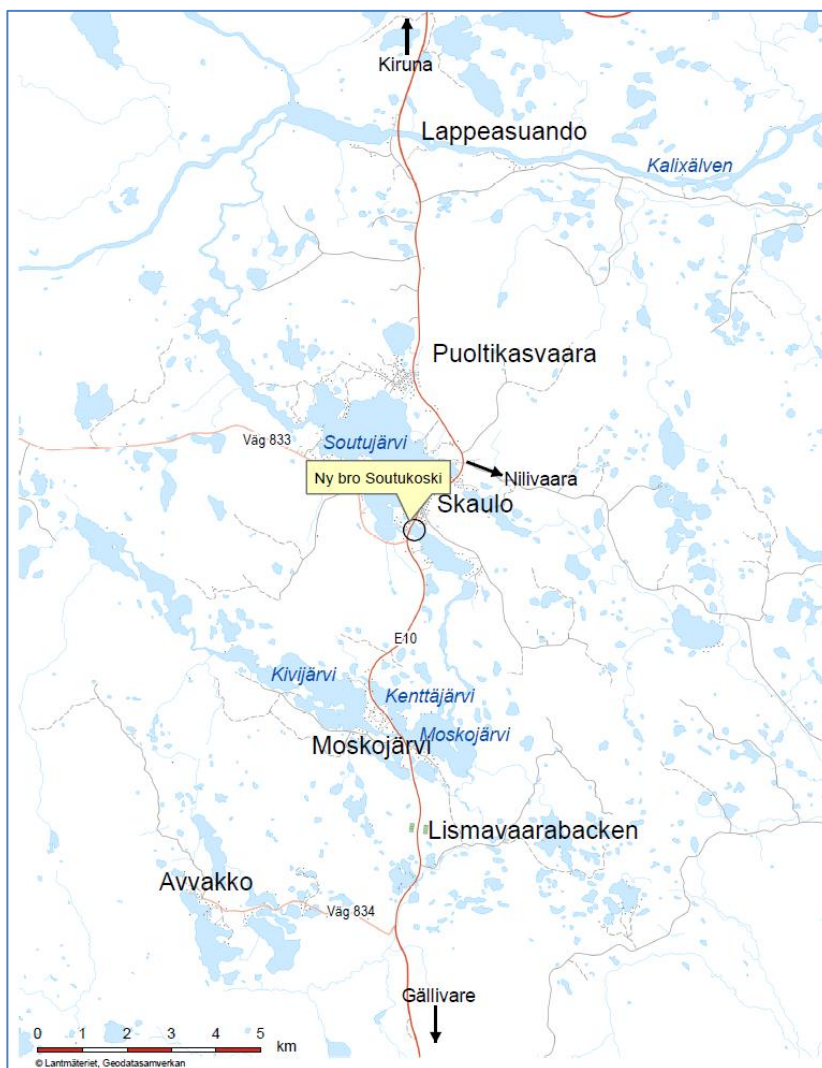 Kiruna
Lappeasuando
Kalixälven
Puoltikasvaara
Väg 833
Soutujärvi
Ny bro Soutukoski
Nilivaara
Skaulo
E10
Kivijärvi
Kenttäjärvi
Moskojärvi
Moskojärvi
Lismavaarabacken
Avvakko
Väg 834
Gällivare
0 1 2 3 4 5
km
© Lantmäteriet, Geodatasamverkan